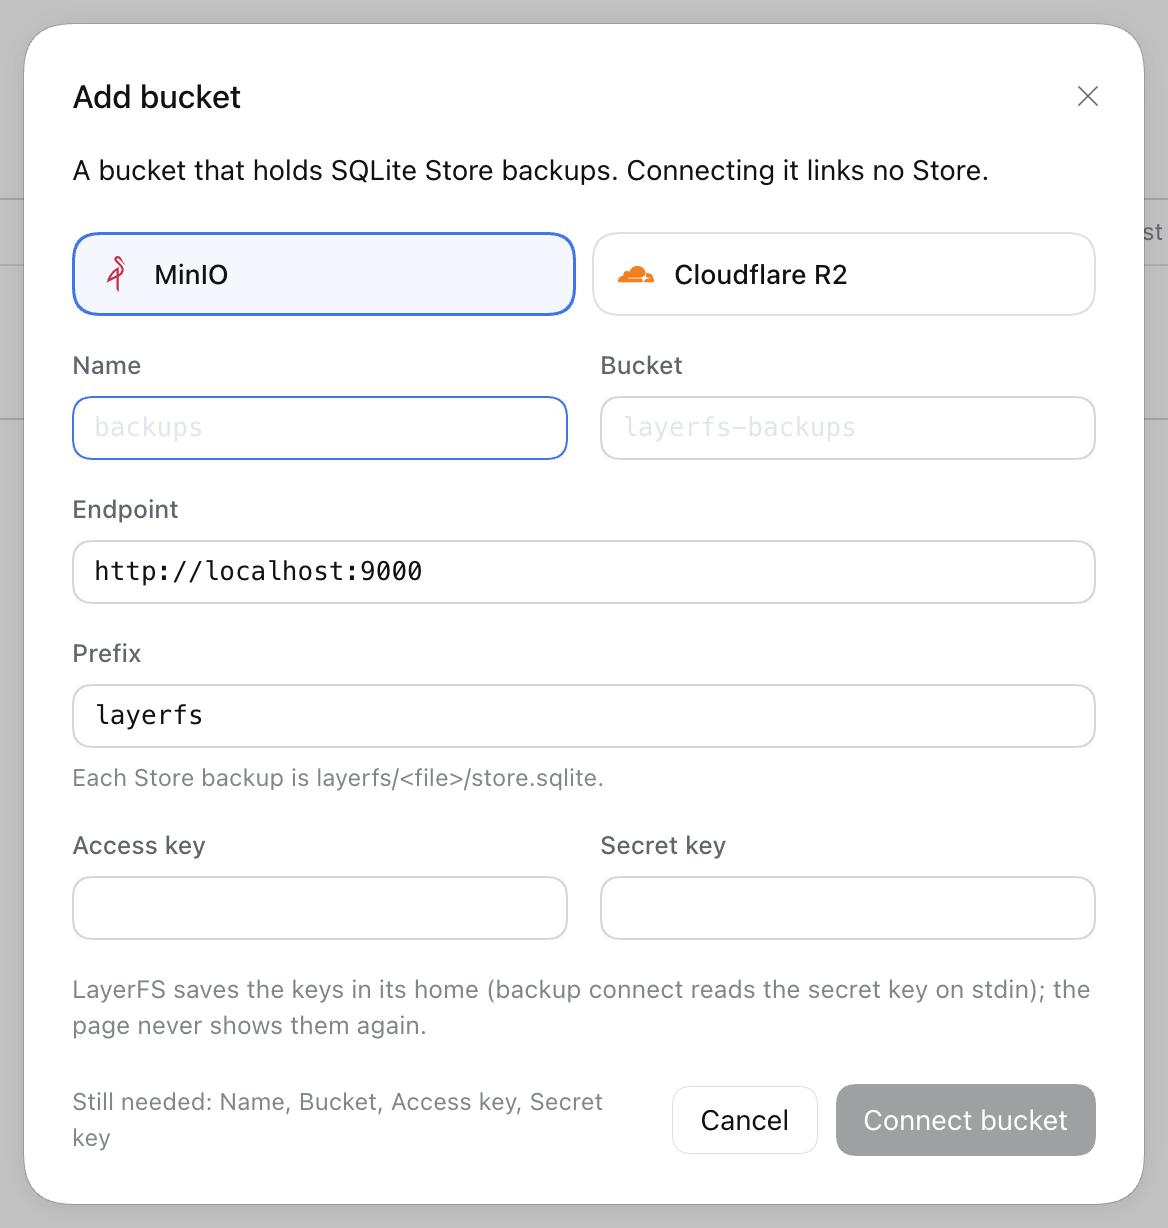 Add bucket
A bucket that holds SQLite Store backups. Connecting it links no Store.
st
MinIO
Cloudflare R2
Name
Bucket
backups
layerfs-backups
Endpoint
http://localhost:9000
Prefix
layerfs
Each Store backup is layerfs/<file>/store.sqlite.
Access key
Secret key
LayerFS saves the keys in its home (backup connect reads the secret key on stdin); the
page never shows them again.
Still needed: Name, Bucket, Access key, Secret
key
Cancel
Connect bucket